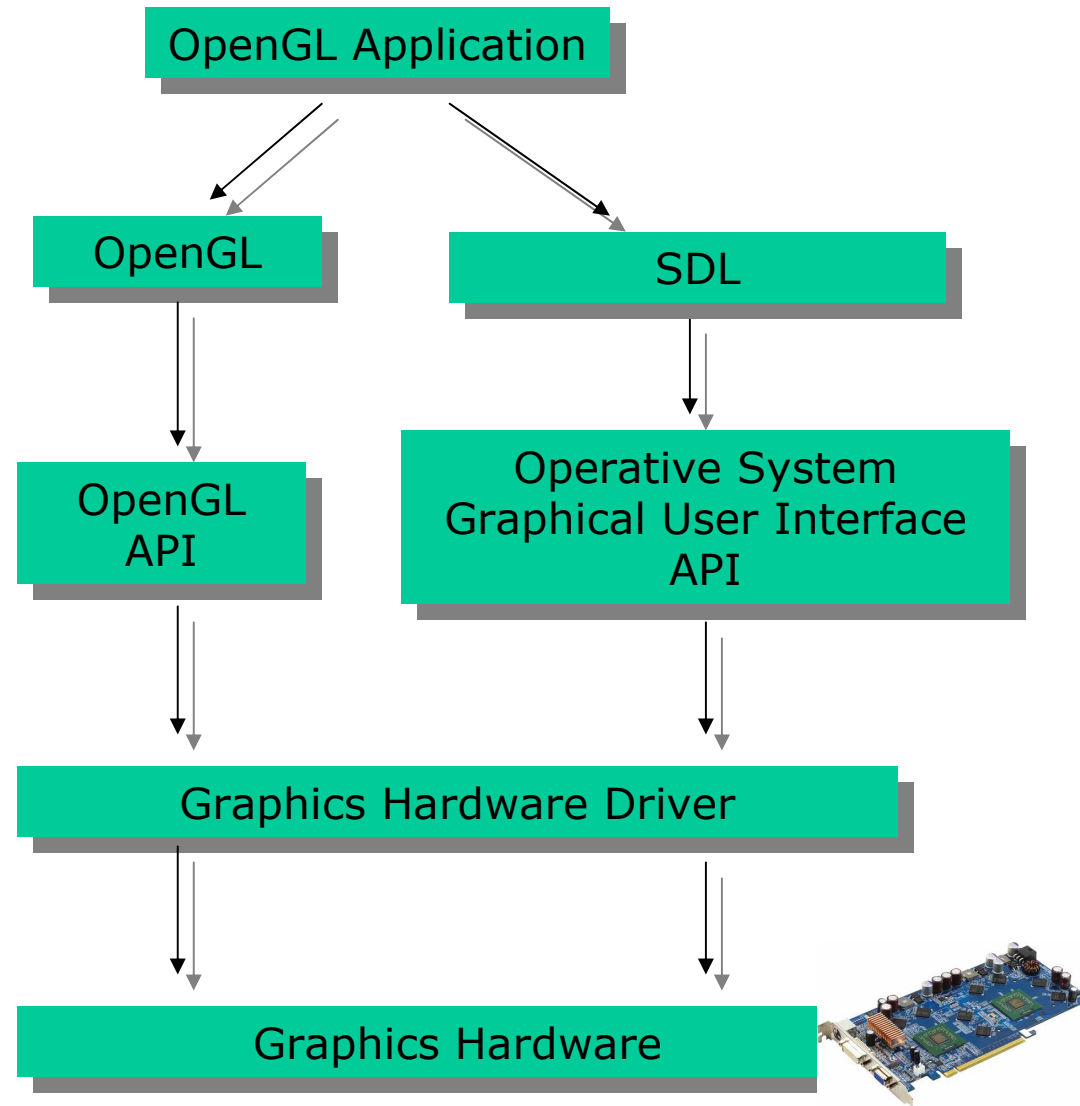 OpenGL Application
OpenGL
SDL
OpenGL
API
Operative System
Graphical User Interface
API
Graphics Hardware Driver
Graphics Hardware